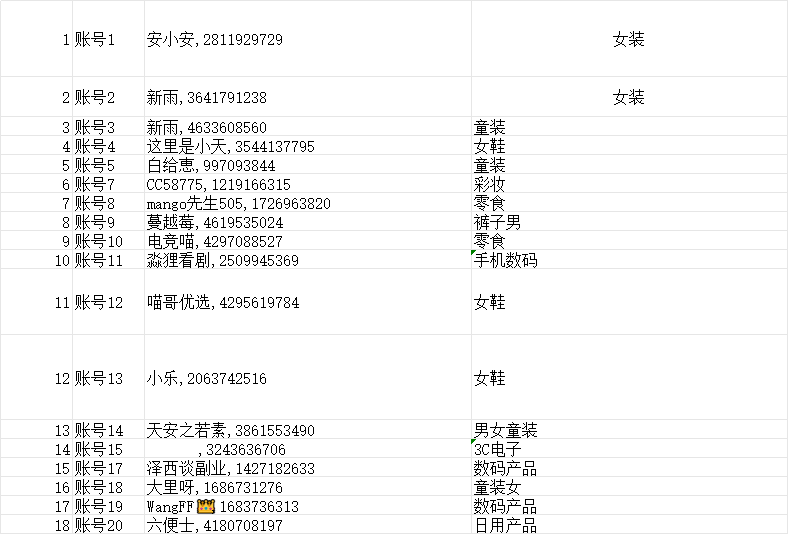 1 账号1 安小安,2811929729 女装
2 账号2 新雨,3641791238 女装
3 账号3 新雨,4633608560 童装
4 账号4 这里是小天,3544137795 女鞋
5 账号5 白给恵,997093844 童装
6 账号7 CC58775,1219166315 彩妆
7 账号8 mango先生505,1726963820 零食
8 账号9 蔓越莓,4619535024 裤子男
9 账号10 电竞喵,4297088527 零食
10 账号11 淼狸看剧,2509945369 手机数码
11 账号12 喵哥优选,4295619784 女鞋
12 账号13 小乐,2063742516 女鞋
13 账号14 天安之若素,3861553490 男女童装
14 账号15 ,3243636706 3C电子
15 账号17 泽西谈副业,1427182633 数码产品
16 账号18 大里呀,1686731276 童装女
17 账号19 WangFF👑1683736313 数码产品
18 账号20 六便士,4180708197 日用产品